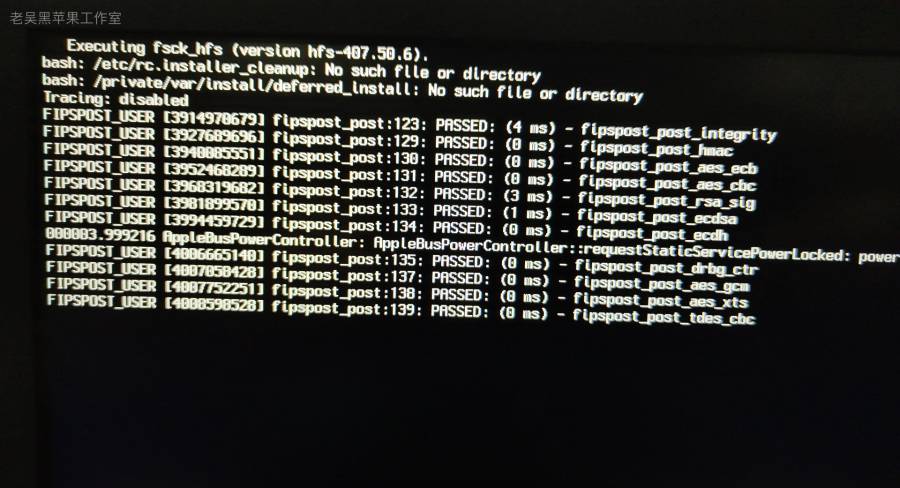 老吴黑苹果工作室
Executing fsck_hfs (version hfs-407.50.6).
bash: /etc/rc.installer_cleanup: No such file or directory
bash: /private/var/install/deferred_install: No such file or directory
Tracing: disabled
FIPSPOST_USER [3914970679] fipspost_post:123: PASSED: (4 ms) - fipspost_post_integrity
FIPSPOST_USER [3927689696] fipspost_post:129: PASSED: (0 ms) - fipspost_post_hmac
FIPSPOST_USER [3940085551] fipspost_post:130: PASSED: (0 ms) - fipspost_post_aes_ecb
FIPSPOST_USER [3952468289] fipspost_post:131: PASSED: (0 ms) - fipspost_post_aes_cbc
FIPSPOST_USER [3968319682] fipspost_post:132: PASSED: (3 ms) - fipspost_post_rsa_sig
FIPSPOST_USER [3981899570] fipspost_post:133: PASSED: (1 ms) - fipspost_post_ecdsa
FIPSPOST_USER [3994459729] fipspost_post:134: PASSED: (0 ms) - fipspost_post_ecdh
000003.999216 AppleBusPowerController: AppleBusPowerController::requestStaticServicePowerLocked: power
FIPSPOST_USER [4006665140] fipspost_post:135: PASSED: (0 ms) - fipspost_post_drbg_ctr
FIPSPOST_USER [4007058428] fipspost_post:137: PASSED: (0 ms) - fipspost_post_aes_gcm
FIPSPOST_USER [4007752251] fipspost_post:138: PASSED: (0 ms) - fipspost_post_aes_xts
FIPSPOST_USER [4008598528] fipspost_post:139: PASSED: (0 ms) - fipspost_post_tdes_cbc